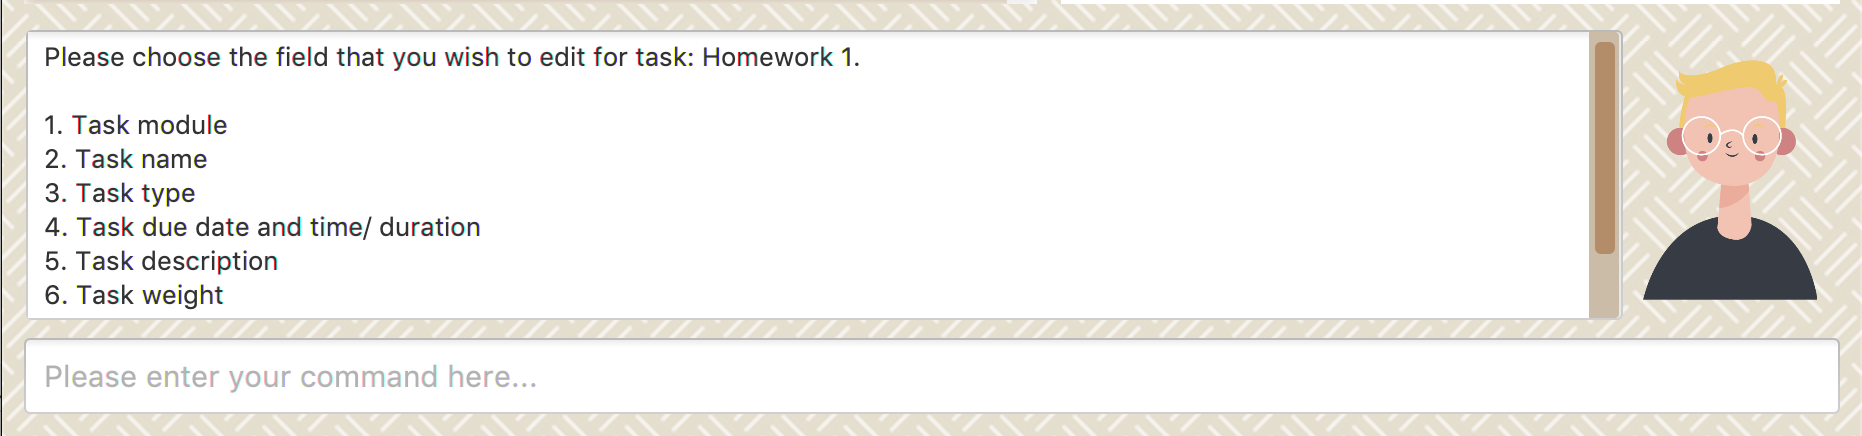 Please choose the field that you wish to edit for task: Homework 1.
1. Task module
2. Task name
3. Task type
4. Task due date and time/ duration
5. Task description
6. Task weight
Please enter your command here...